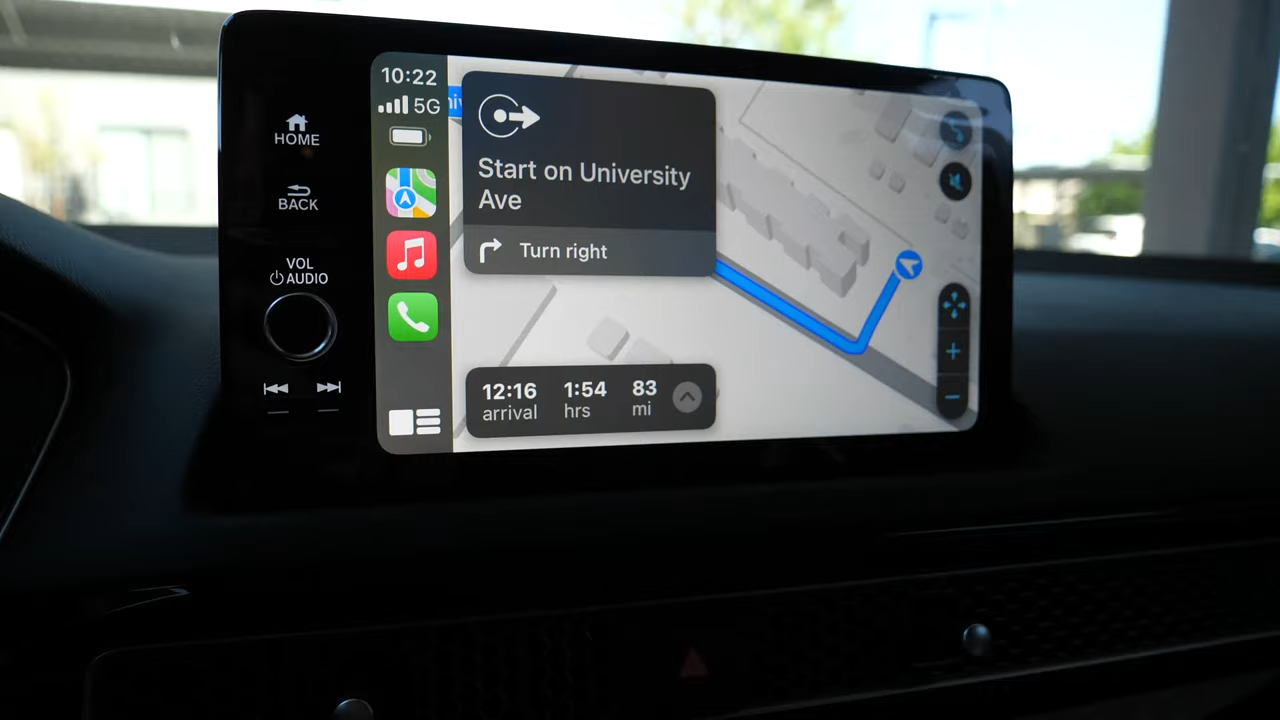 HOME
BACK
VOL
AUDIO
10:22
5G
Start on University
Ave
Turn right
12:16 1:54 83
arrival hrs mi
+
−